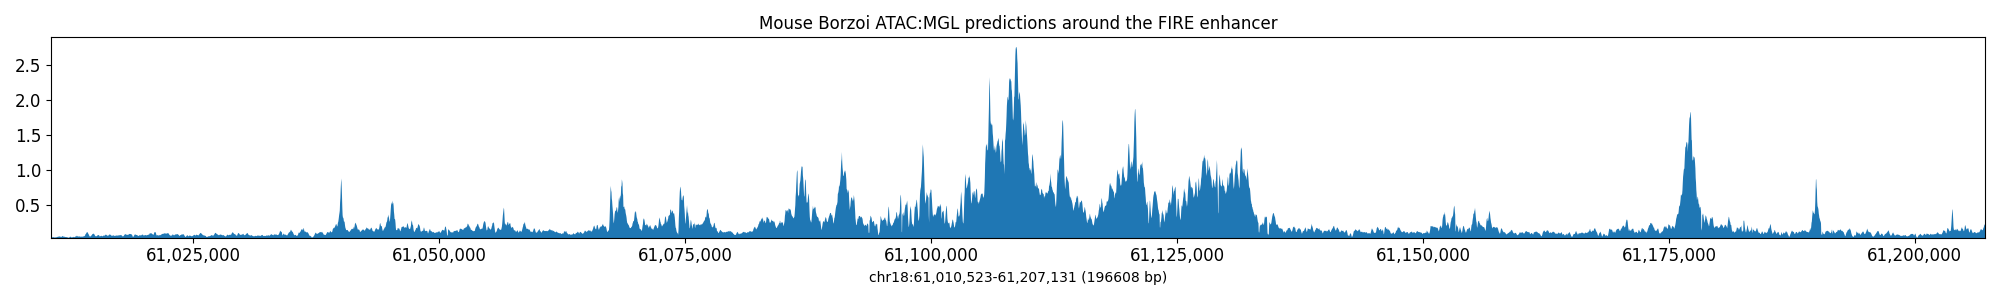 Mouse Borzoi ATAC:MGL predictions around the FIRE enhancer
2.5
2.0
1.5
1.0
0.5
61,025,000 61,050,000 61,075,000 61,100,000 61,125,000 61,150,000 61,175,000 61,200,000
chr18:61,010,523-61,207,131 (196608 bp)